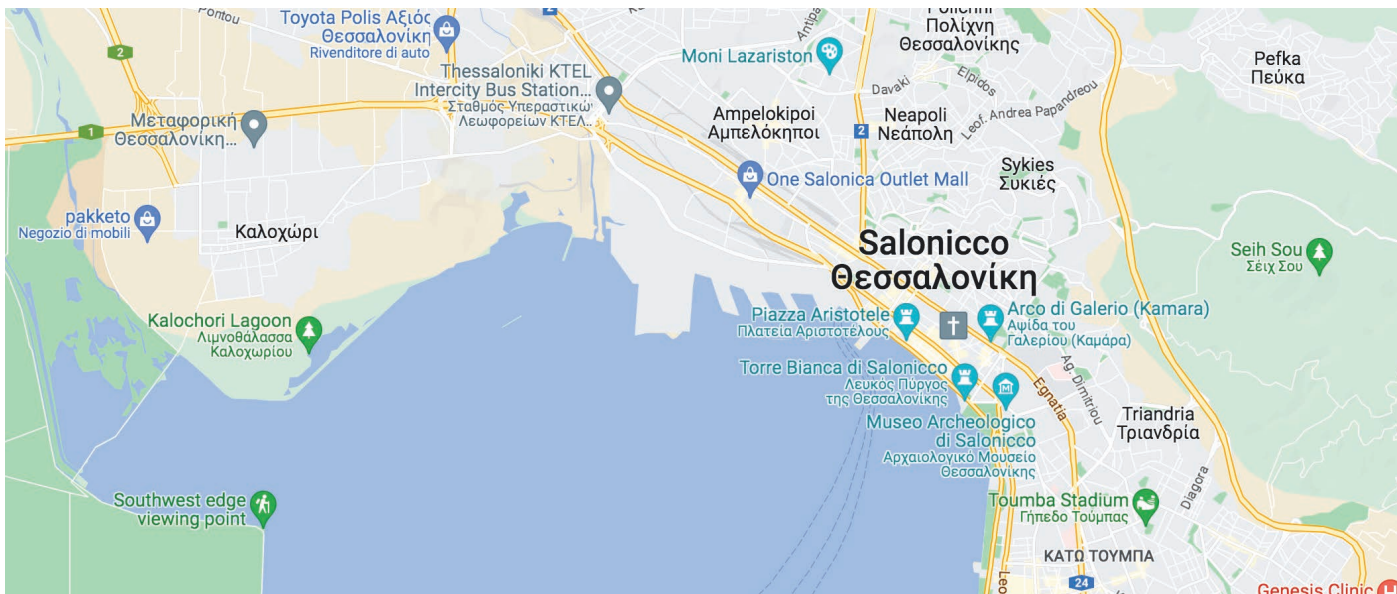 Pontou
Toyota Polis Αξιός
Θεσσαλονίκη
Rivenditore di auto
2
2
Thessaloniki KTEL
Intercity Bus Station...
Σταθμός Υπεραστικών
Λεωφορείων ΚΤΕΛ...
Moni Lazariston
Polichni
Πολίχνη
Θεσσαλονίκης
Antipa
Davaki
Elpidos
Leof. Andrea Papandreou
Pefka
Πεύκα
1
Μεταφορική
Θεσσαλονίκη...
Ampelokipoi
Αμπελόκηποι
2
Neapoli
Νεάπολη
Sykies
Συκιές
One Salonica Outlet Mall
pakketo
Negozio di mobili
Καλοχώρι
Salonicco
Θεσσαλονίκη
Seih Sou
Σέιχ Σου
Kalochori Lagoon
Λιμνοθάλασσα
Καλοχωρίου
Piazza Aristotele
Πλατεία Αριστοτέλους
Arco di Galerio (Kamara)
Αψίδα του
Γαλερίου (Καμάρα)
Torre Bianca di Salonicco
Λευκός Πύργος
της Θεσσαλονίκης
Ag. Dimitriou
Egnatia
Museo Archeologico
di Salonicco
Αρχαιολογικό Μουσείο
Θεσσαλονίκης
Triandria
Τριανδρία
Southwest edge
viewing point
Toumba Stadium
Γήπεδο Τούμπας
Diagora
ΚΑΤΩ ΤΟΥΜΠΑ
Leo
24
Genesis Clinic
H